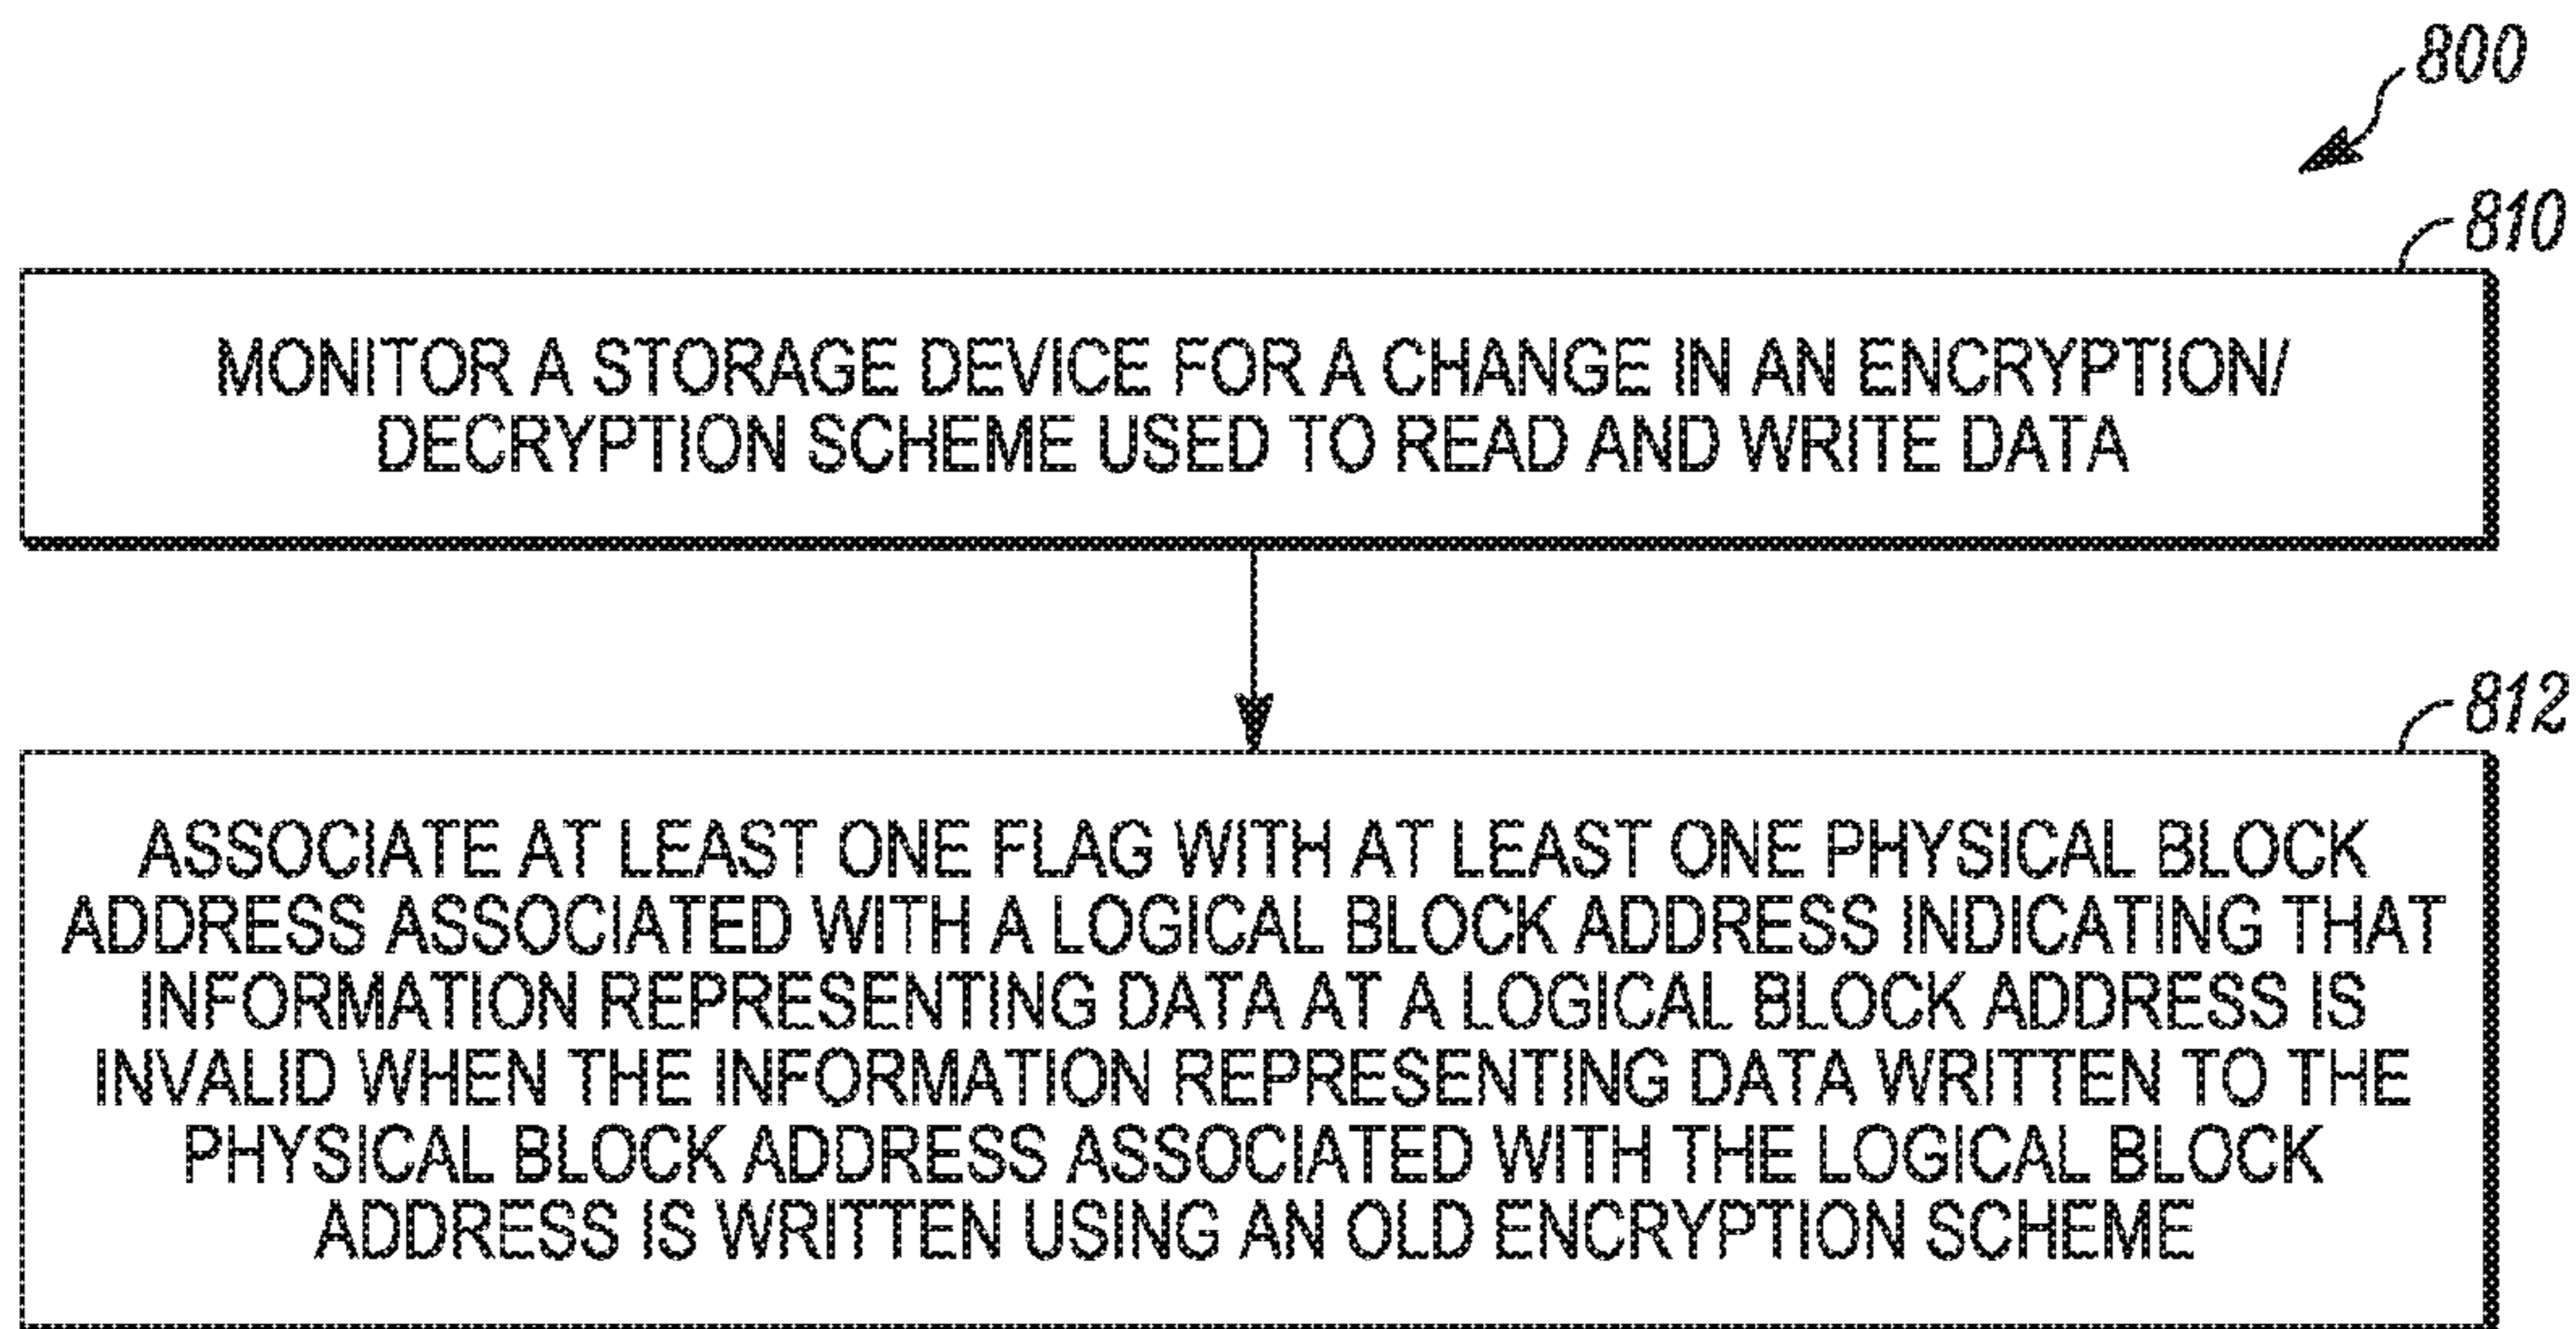 800
810
MONITOR A STORAGE DEVICE FOR A CHANGE IN AN ENCRYPTION/
DECRYPTION SCHEME USED TO READ AND WRITE DATA
812
ASSOCIATE AT LEAST ONE FLAG WITH AT LEAST ONE PHYSICAL BLOCK
ADDRESS ASSOCIATED WITH A LOGICAL BLOCK ADDRESS INDICATING THAT
INFORMATION REPRESENTING DATA AT A LOGICAL BLOCK ADDRESS IS
INVALID WHEN THE INFORMATION REPRESENTING DATA WRITTEN TO THE
PHYSICAL BLOCK ADDRESS ASSOCIATED WITH THE LOGICAL BLOCK
ADDRESS IS WRITTEN USING AN OLD ENCRYPTION SCHEME